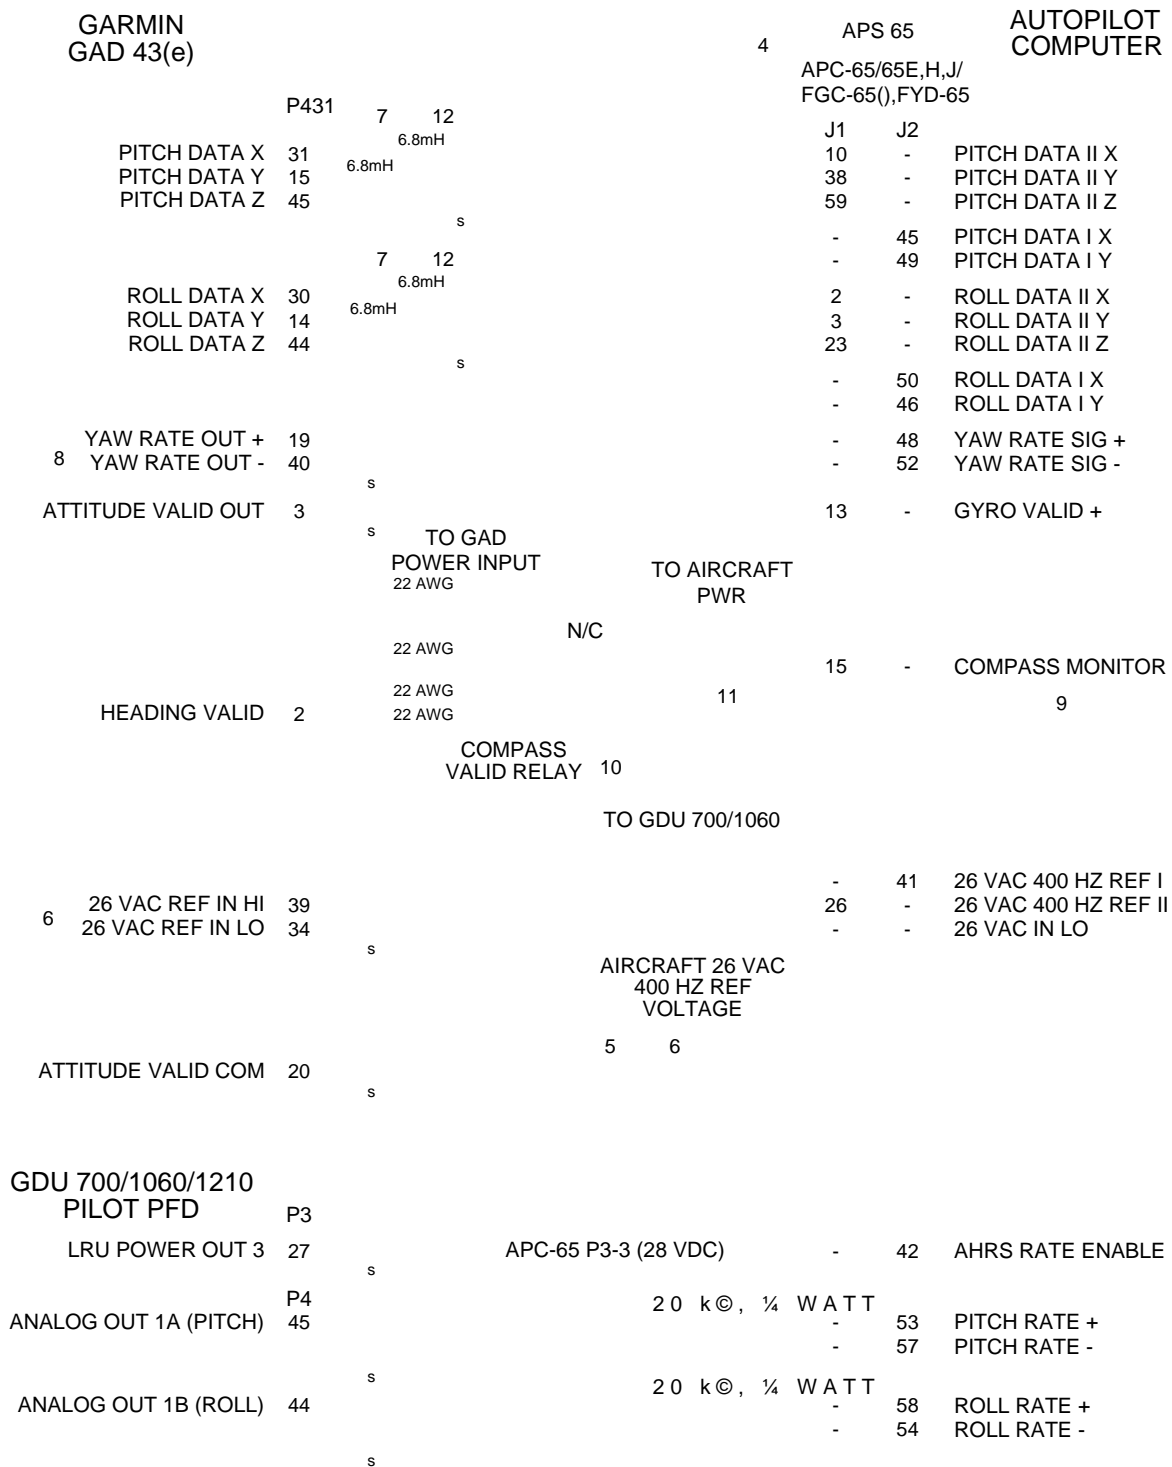 GARMIN
GAD 43(e)
4
APS 65
AUTOPILOT
COMPUTER
APC-65/65E,H,J/
FGC-65(),FYD-65
P431 7 12
J1 J2
6.8mH
PITCH DATA X 31 6.8mH 10 - PITCH DATA II X
PITCH DATA Y 15 38 - PITCH DATA II Y
PITCH DATA Z 45 59 - PITCH DATA II Z
s
- 45 PITCH DATA I X
7 12 - 49 PITCH DATA I Y
6.8mH
ROLL DATA X 30 6.8mH 2 - ROLL DATA II X
ROLL DATA Y 14 3 - ROLL DATA II Y
ROLL DATA Z 44 23 - ROLL DATA II Z
s
- 50 ROLL DATA I X
- 46 ROLL DATA I Y
YAW RATE OUT + 19 - 48 YAW RATE SIG +
8 YAW RATE OUT - 40 - 52 YAW RATE SIG -
s
ATTITUDE VALID OUT 3 13 - GYRO VALID +
s
TO GAD
POWER INPUT
22 AWG
TO AIRCRAFT
PWR
N/C
22 AWG
15 - COMPASS MONITOR
22 AWG 11 9
HEADING VALID 2 22 AWG
COMPASS
VALID RELAY 10
TO GDU 700/1060
- 41 26 VAC 400 HZ REF I
26 VAC REF IN HI 39 26 - 26 VAC 400 HZ REF II
6 26 VAC REF IN LO 34 - - 26 VAC IN LO
s
AIRCRAFT 26 VAC
400 HZ REF
VOLTAGE
5 6
ATTITUDE VALID COM 20
s
GDU 700/1060/1210
PILOT PFD P3
LRU POWER OUT 3 27 APC-65 P3-3 (28 VDC) - 42 AHRS RATE ENABLE
s
P4
20 k©, ¼ WATT
ANALOG OUT 1A (PITCH) 45 - 53 PITCH RATE +
- 57 PITCH RATE -
s
20 k©, ¼ WATT
ANALOG OUT 1B (ROLL) 44 - 58 ROLL RATE +
- 54 ROLL RATE -
s